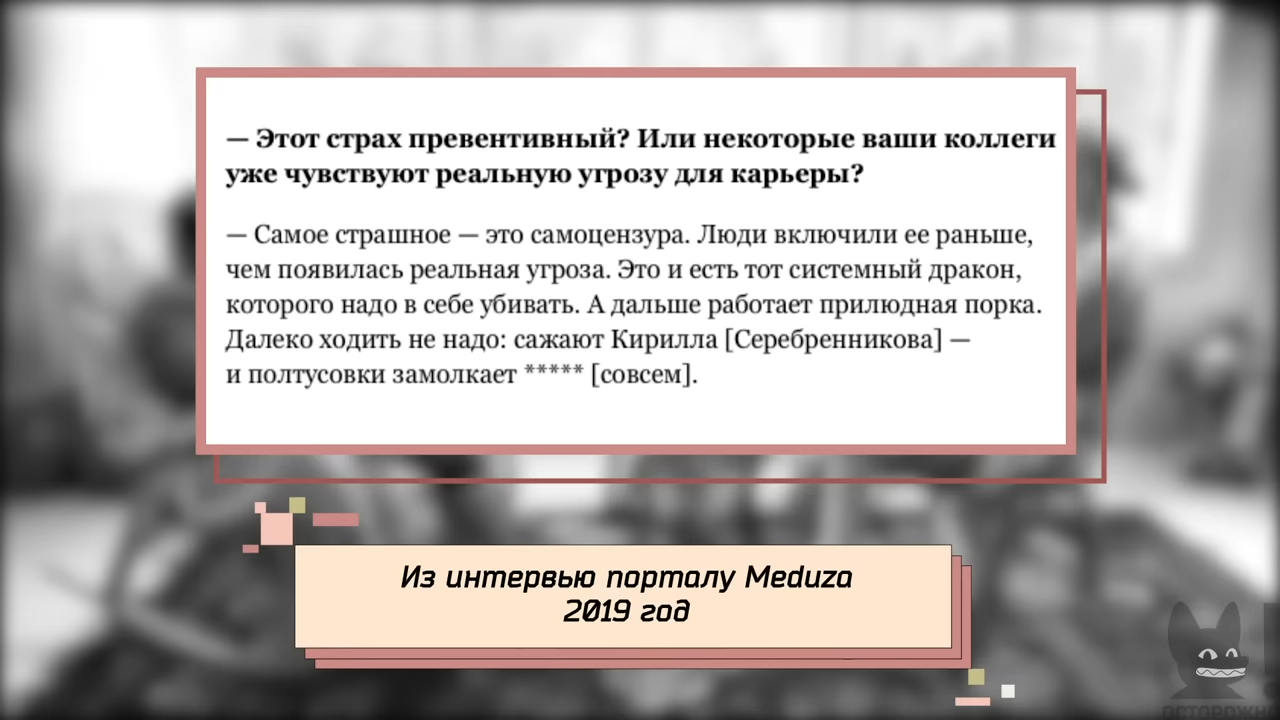 — Этот страх превентивный? Или некоторые ваши коллеги
уже чувствуют реальную угрозу для карьеры?
— Самое страшное — это самоцензура. Люди включили ее раньше,
чем появилась реальная угроза. Это и есть тот системный дракон,
которого надо в себе убивать. А дальше работает прилюдная порка.
Далеко ходить не надо: сажают Кирилла [Серебренникова] —
и полтусовки замолкает ***** [совсем].
Из интервью порталу Meduza
2019 год